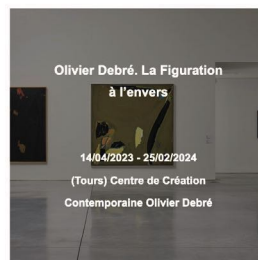 Olivier Debré. La Figuration
à l'envers
14/04/2023 - 25/02/2024
(Tours) Centre de Création
Contemporaine Olivier Debré